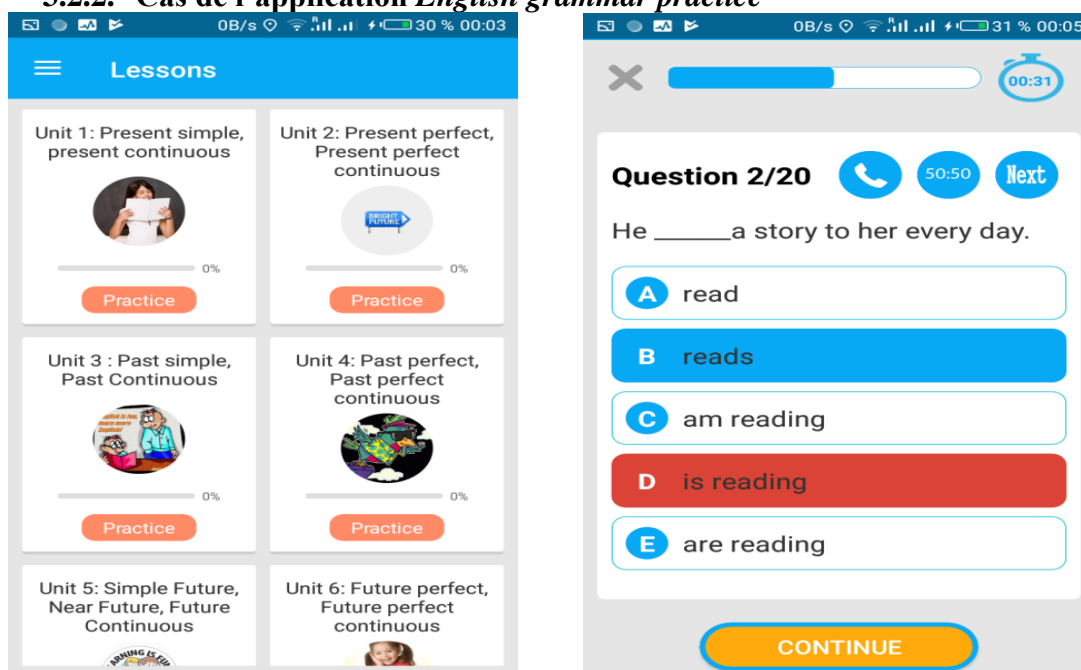 3.2.2. Cas de l'application English grammar practice
0B/s 30 % 00:03
Lessons
Unit 1: Present simple,
present continuous
0%
Practice
Unit 2: Present perfect,
Present perfect
continuous
BRIGHT
FUTURE
0%
Practice
Unit 3 : Past simple,
Past Continuous
0%
Practice
Unit 4: Past perfect,
Past perfect
continuous
0%
Practice
Unit 5: Simple Future,
Near Future, Future
Continuous
Unit 6: Future perfect,
Future perfect
continuous
0B/s 31 % 00:05
00:31
Question 2/20
50:50
Next
He ______a story to her every day.
A read
B reads
C am reading
D is reading
E are reading
CONTINUE